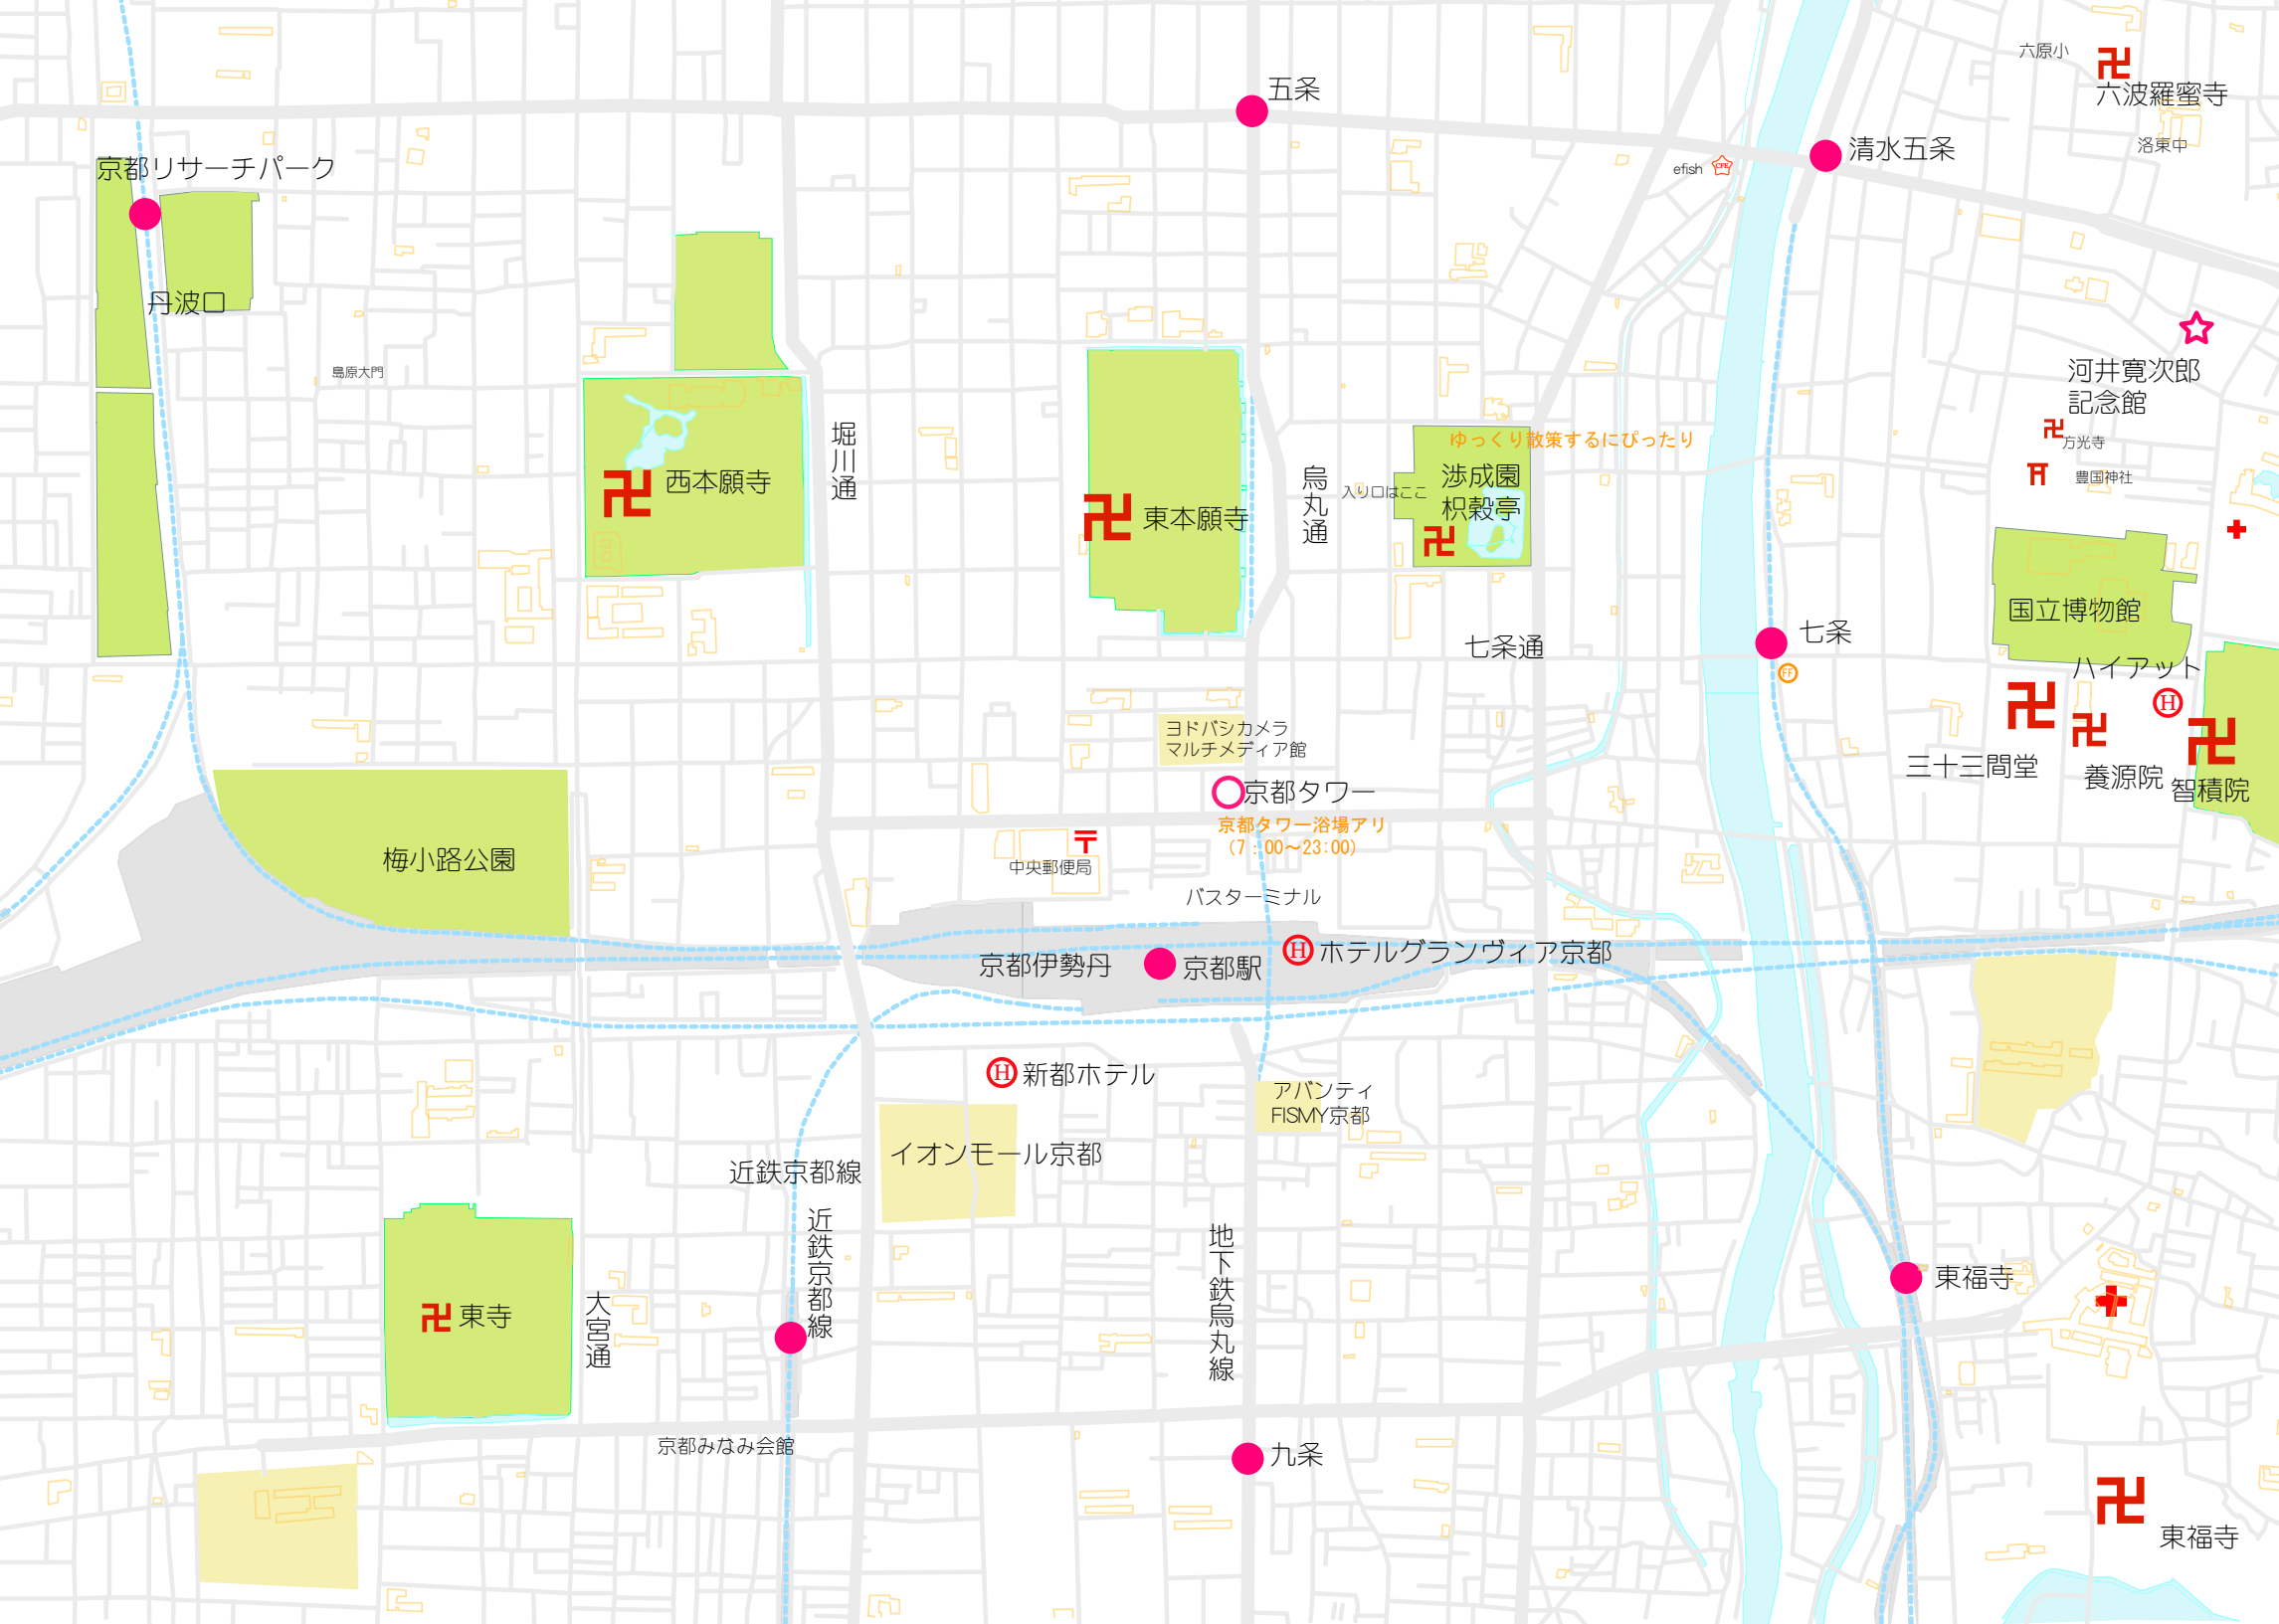 六原小
六波羅蜜寺
五条
清水五条
洛東中
efish
CFE
京都リサーチパーク
丹波口
島原大門
河井寛次郎
記念館
方光寺
豊国神社
堀川通
西本願寺
東本願寺
烏丸通
ゆっくり散策するにぴったり
入り口はここ
渉成園
枳殻亭
国立博物館
七条通
七条
FF
ハイアット
H
三十三間堂
養源院
智積院
ヨドバシカメラ
マルチメディア館
京都タワー
京都タワー浴場アリ
(7:00〜23:00)
梅小路公園
〒
中央郵便局
バスターミナル
京都伊勢丹
京都駅
H
ホテルグランヴィア京都
H
新都ホテル
アバンティ
FISMY京都
イオンモール京都
近鉄京都線
近鉄京都線
地下鉄烏丸線
東福寺
東寺
大宮通
京都みなみ会館
九条
東福寺